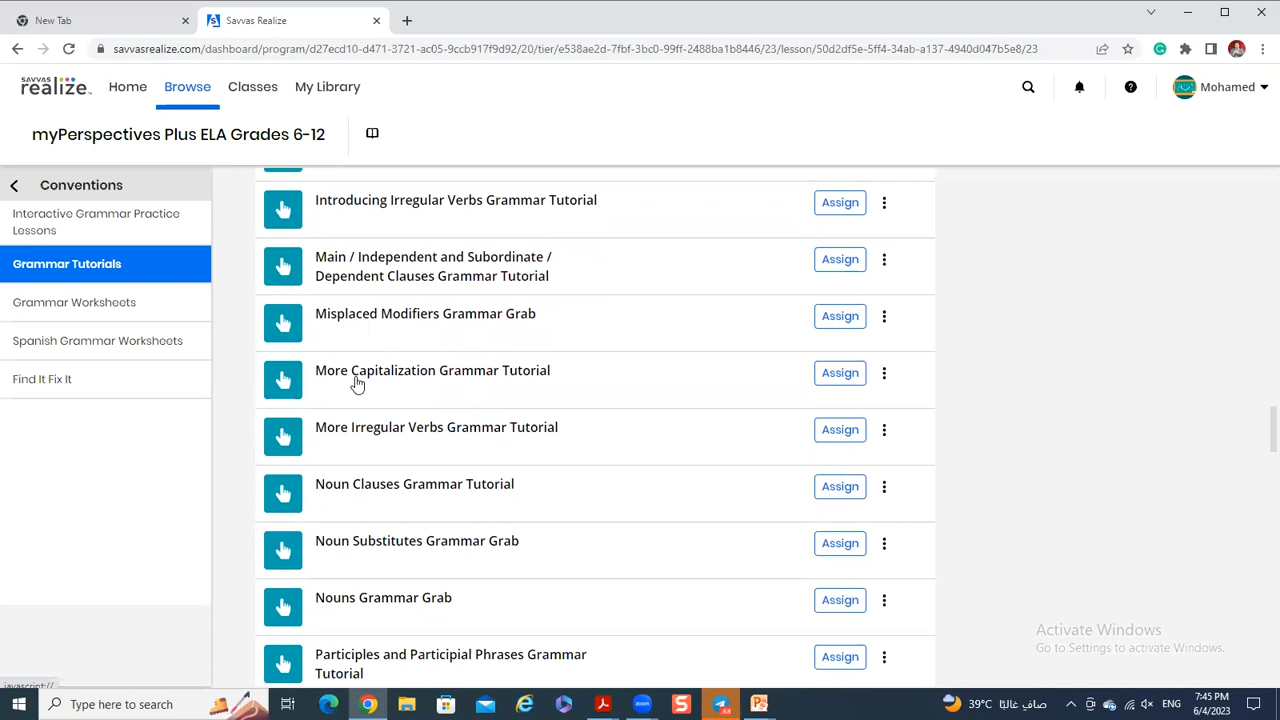 New Tab
Savvas Realize
savvasrealize.com/dashboard/program/d27ecd10-d471-3721-ac05-9ccb917f9d92/20/tier/e538ae2d-7fbf-3bc0-99ff-2488ba1b8446/23/lesson/50d2df5e-5ff4-34ab-a137-4940d047b5e8/23
SAVVAS realize
Home
Browse
Classes
My Library
Mohamed
myPerspectives Plus ELA Grades 6-12
Conventions
Interactive Grammar Practice
Lessons
Grammar Tutorials
Grammar Worksheets
Spanish Grammar Worksheets
Find It Fix It
Introducing Irregular Verbs Grammar Tutorial
Assign
Main / Independent and Subordinate /
Dependent Clauses Grammar Tutorial
Assign
Misplaced Modifiers Grammar Grab
Assign
More Capitalization Grammar Tutorial
Assign
More Irregular Verbs Grammar Tutorial
Assign
Noun Clauses Grammar Tutorial
Assign
Noun Substitutes Grammar Grab
Assign
Nouns Grammar Grab
Assign
Participles and Participial Phrases Grammar
Tutorial
Assign
Activate Windows
Go to Settings to activate Windows.
javascript://
Type here to search
39°C صافٍ غالبًا
ENG
7:45 PM
6/4/2023